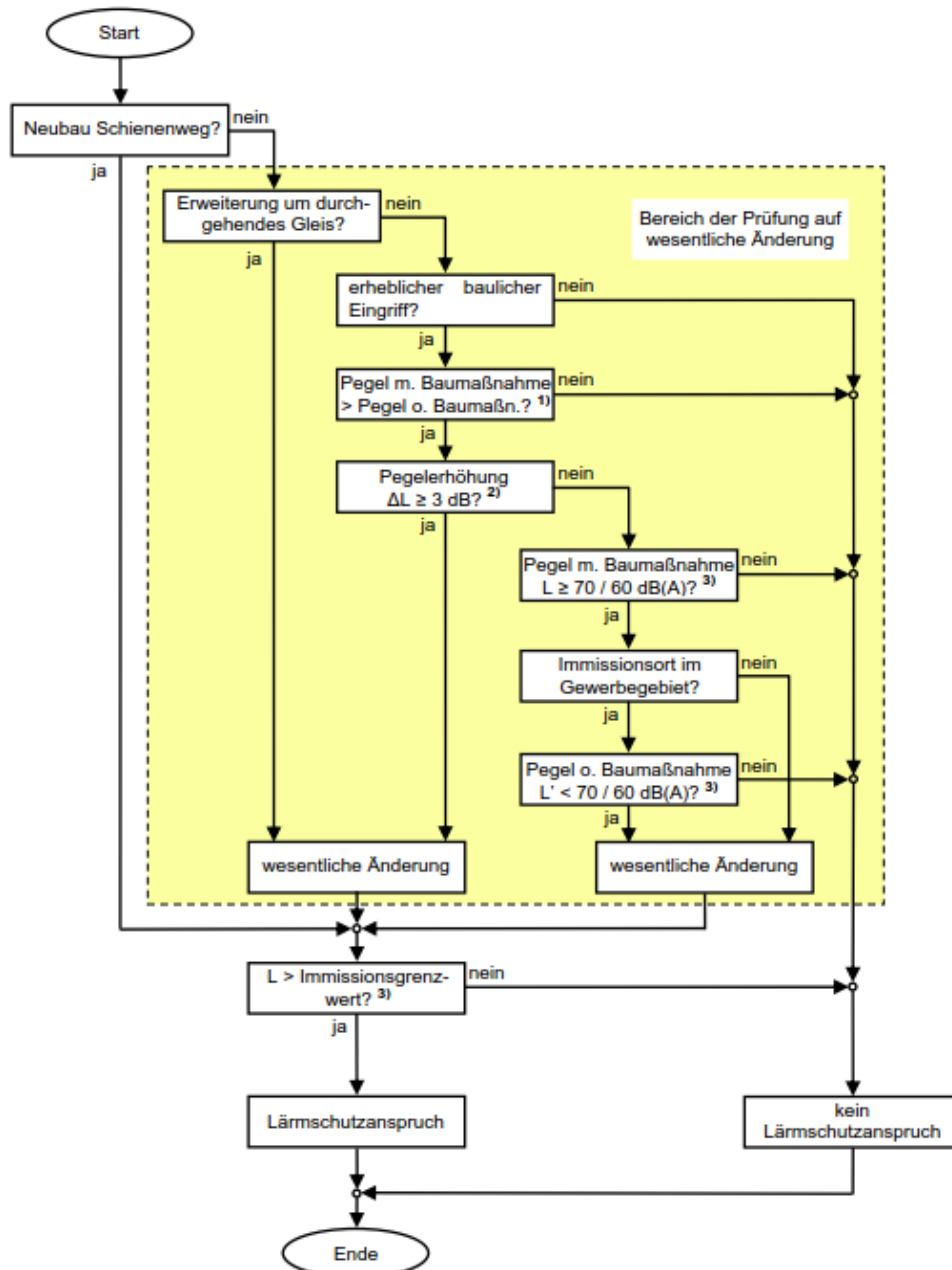 Start
Neubau Schienenweg?
nein
ja
Erweiterung um durch-
gehendes Gleis?
nein
ja
Bereich der Prüfung auf
wesentliche Änderung
erheblicher baulicher
Eingriff?
nein
ja
Pegel m. Baumaßnahme
> Pegel o. Baumaßn.? 1)
nein
ja
Pegelerhöhung
ΔL ≥ 3 dB? 2)
nein
ja
Pegel m. Baumaßnahme
L ≥ 70 / 60 dB(A)? 3)
nein
ja
Immissionsort im
Gewerbegebiet?
nein
ja
Pegel o. Baumaßnahme
L' < 70 / 60 dB(A)? 3)
nein
ja
wesentliche Änderung
wesentliche Änderung
L > Immissionsgrenz-
wert? 3)
nein
ja
Lärmschutzanspruch
kein
Lärmschutzanspruch
Ende